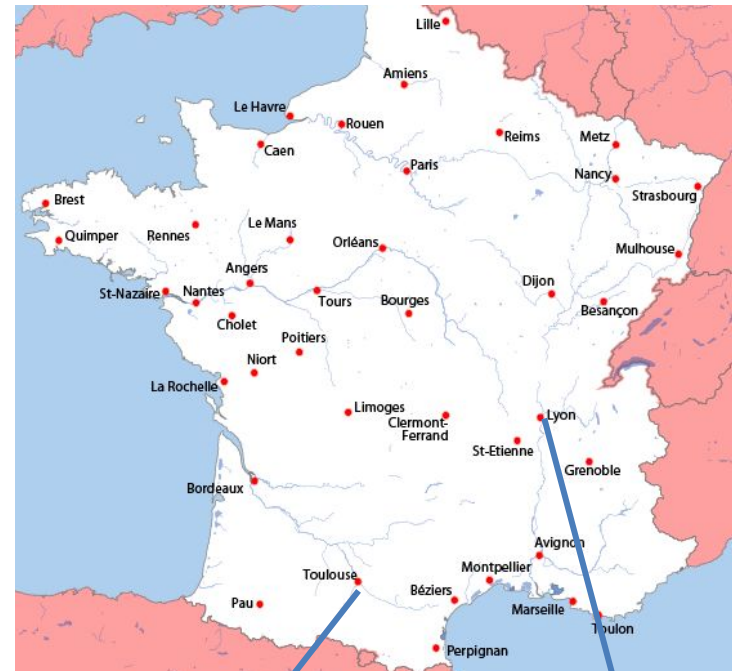 Lille
Amiens
Le Havre
Rouen
Reims
Metz
Caen
Paris
Nancy
Strasbourg
Brest
Quimper
Rennes
Le Mans
Orléans
Mulhouse
Angers
St-Nazaire
Nantes
Tours
Bourges
Dijon
Besançon
Cholet
Poitiers
Niort
La Rochelle
Limoges
Clermont-
Ferrand
Lyon
St-Etienne
Grenoble
Bordeaux
Avignon
Toulouse
Montpellier
Béziers
Pau
Marseille
Toulon
Perpignan